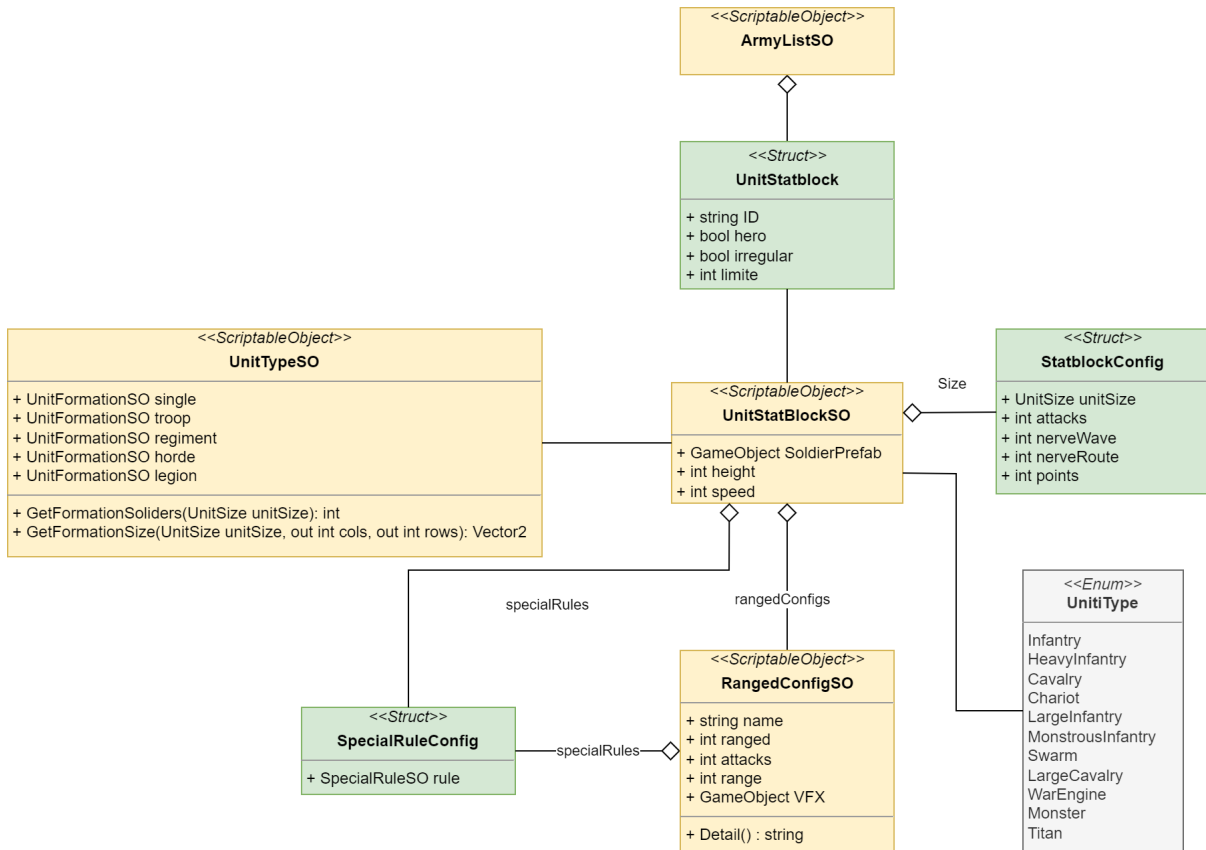 <<ScriptableObject>>
ArmyListSO
<<Struct>>
UnitStatblock
+ string ID
+ bool hero
+ bool irregular
+ int limite
<<ScriptableObject>>
UnitTypeSO
+ UnitFormationSO single
+ UnitFormationSO troop
+ UnitFormationSO regiment
+ UnitFormationSO horde
+ UnitFormationSO legion
+ GetFormationSoliders(UnitSize unitSize): int
+ GetFormationSize(UnitSize unitSize, out int cols, out int rows): Vector2
<<ScriptableObject>>
UnitStatBlockSO
+ GameObject SoldierPrefab
+ int height
+ int speed
Size
<<Struct>>
StatblockConfig
+ UnitSize unitSize
+ int attacks
+ int nerveWave
+ int nerveRoute
+ int points
specialRules
rangedConfigs
<<Struct>>
SpecialRuleConfig
+ SpecialRuleSO rule
specialRules
<<ScriptableObject>>
RangedConfigSO
+ string name
+ int ranged
+ int attacks
+ int range
+ GameObject VFX
+ Detail() : string
<<Enum>>
UnitiType
Infantry
HeavyInfantry
Cavalry
Chariot
LargeInfantry
MonstrousInfantry
Swarm
LargeCavalry
WarEngine
Monster
Titan